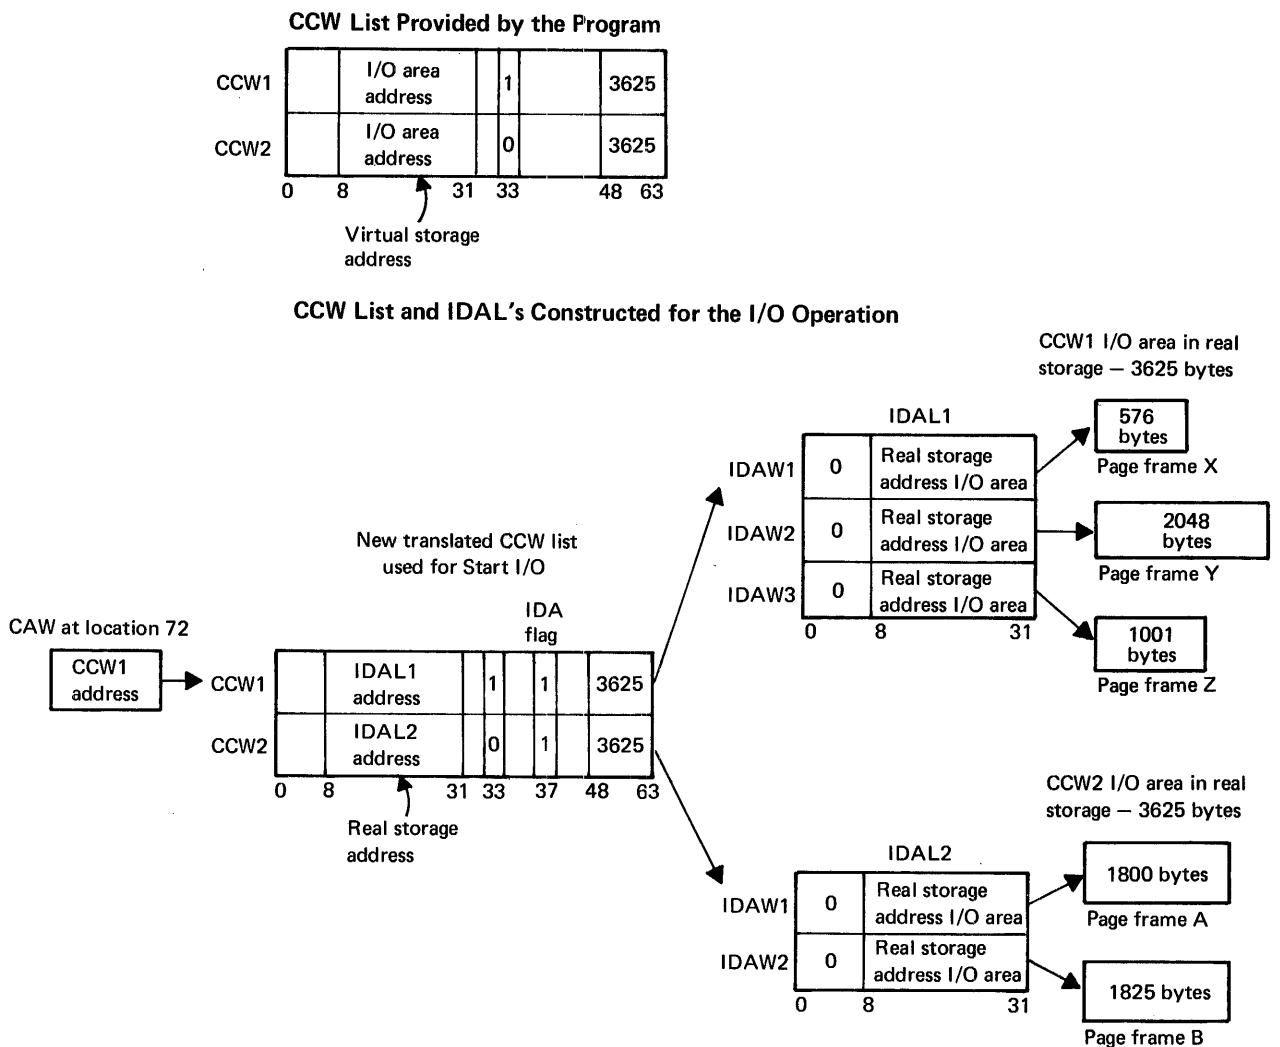 CCW List Provided by the Program
CCW1
I/O area
address
1
3625
CCW2
I/O area
address
0
3625
0 8 31 33 48 63
Virtual storage
address
CCW List and IDAL's Constructed for the I/O Operation
CCW1 I/O area in real
storage — 3625 bytes
IDAL1
IDAW1
0
Real storage
address I/O area
576
bytes
Page frame X
IDAW2
0
Real storage
address I/O area
2048
bytes
Page frame Y
IDAW3
0
Real storage
address I/O area
1001
bytes
Page frame Z
0 8 31
New translated CCW list
used for Start I/O
IDA
flag
CAW at location 72
CCW1
address
CCW1
IDAL1
address
1
1
3625
CCW2
IDAL2
address
0
1
3625
0 8 31 33 37 48 63
Real storage
address
CCW2 I/O area in real
storage — 3625 bytes
IDAL2
IDAW1
0
Real storage
address I/O area
1800 bytes
Page frame A
IDAW2
0
Real storage
address I/O area
1825 bytes
Page frame B
0 8 31